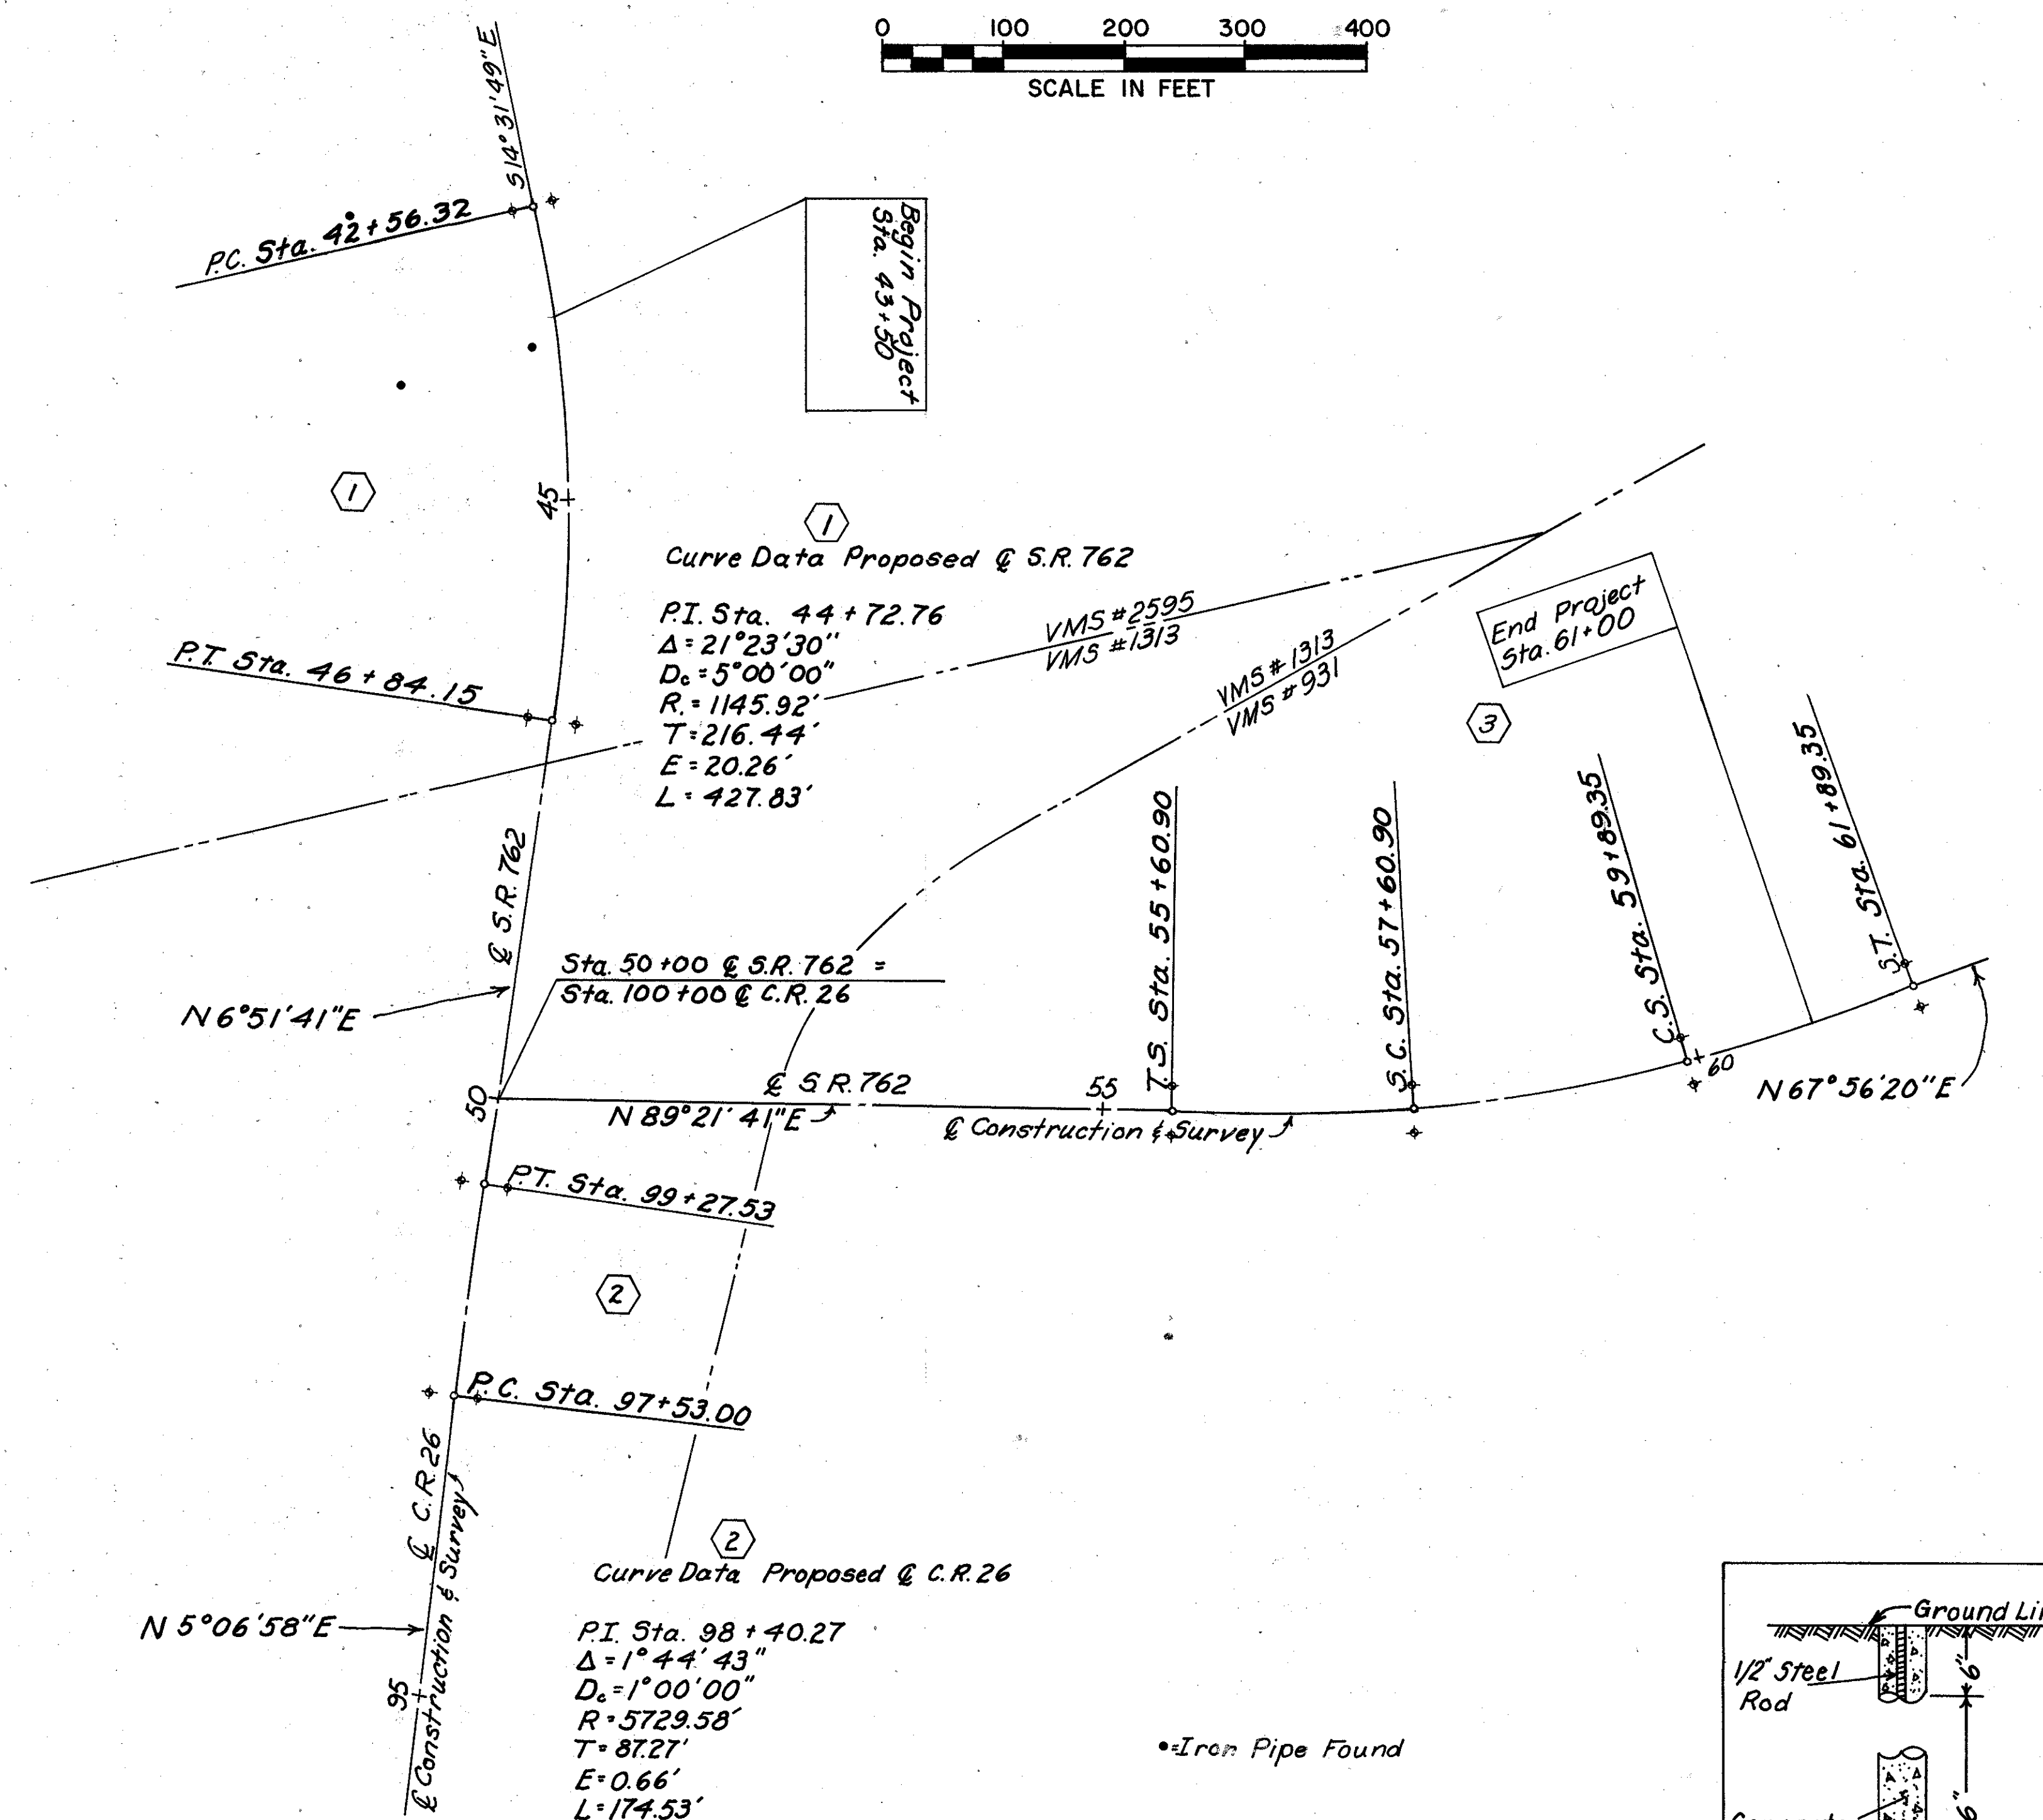 0 100 200 300 400
SCALE IN FEET
S 14° 31' 49" E
P.C. Sta. 42 + 56.32
Begin Project
Sta. 43+50
1
45
1
Curve Data Proposed ℄ S.R. 762
P.I. Sta. 44 + 72.76
Δ = 21°23'30"
Dc = 5°00'00"
R. = 1145.92'
T = 216.44'
E = 20.26'
L = 427.83'
VMS #2595
VMS #1313
VMS # 1313
VMS # 931
End Project
Sta. 61+00
3
P.T. Sta. 46 + 84.15
℄ S.R. 762
N 6°51'41"E
Sta. 50 +00 ℄ S.R. 762 =
Sta. 100 +00 ℄ C.R. 26
T.S. Sta. 55 + 60.90
S.C. Sta. 57 + 60.90
C.S. Sta. 59 + 89.35
S.T. Sta. 61 + 89.35
50
℄ S.R. 762
55
60
N 67° 56' 20" E
N 89° 21' 41" E
℄ Construction & Survey
P.T. Sta. 99 + 27.53
2
P.C. Sta. 97 + 53.00
℄ C.R. 26
℄ Construction & Survey
2
Curve Data Proposed ℄ C.R. 26
N 5°06'58"E
95
P.I. Sta. 98 + 40.27
Δ = 1° 44' 43"
Dc = 1°00'00"
R = 5729.58'
T = 87.27'
E = 0.66'
L = 174.53'
•=Iron Pipe Found
Ground Li
1/2" Steel
Rod
6"
6"